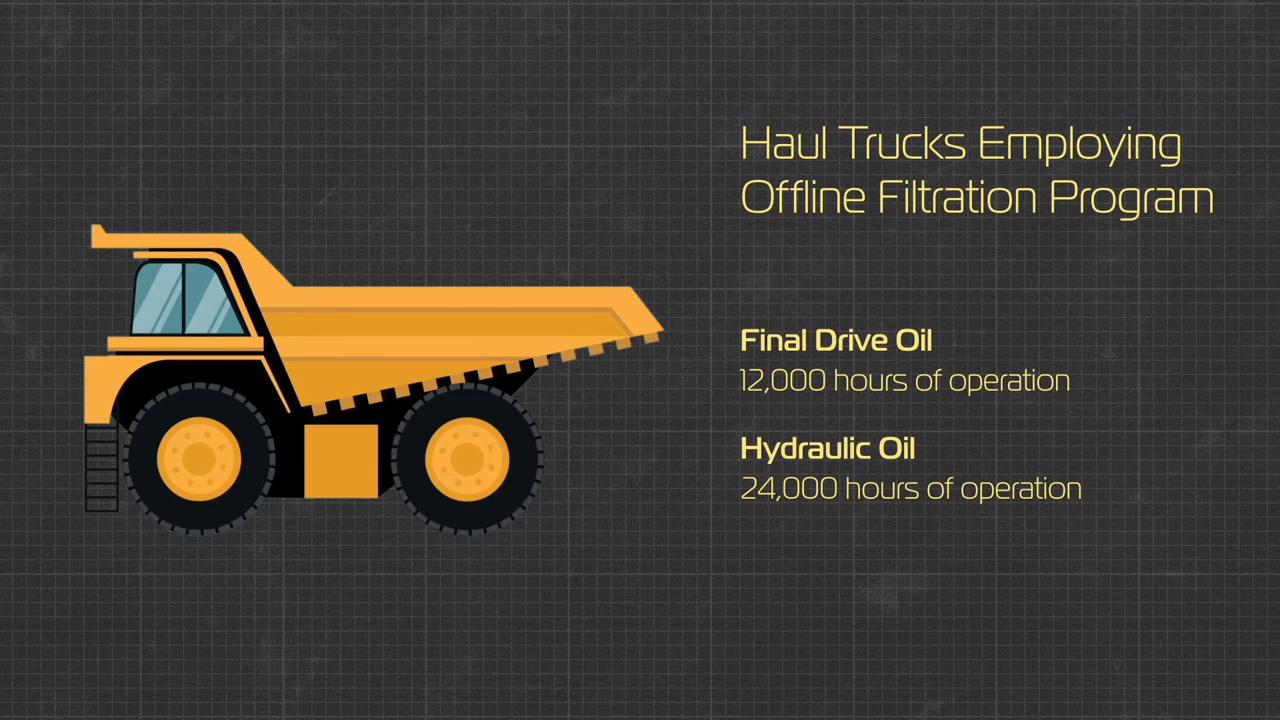 Haul Trucks Employing
Offline Filtration Program
Final Drive Oil
12,000 hours of operation
Hydraulic Oil
24,000 hours of operation